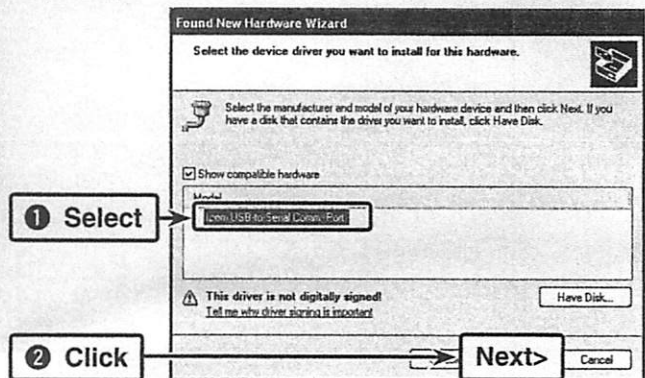 Found New Hardware Wizard
Select the device driver you want to install for this hardware.
Select the manufacturer and model of your hardware device and then click Next. If you
have a disk that contains the driver you want to install, click Have Disk.
Show compatible hardware
Model
❶ Select
Icom USB-to-Serial Comm. Port
This driver is not digitally signed!
Tell me why driver signing is important
Have Disk...
❷ Click
Next>
Cancel